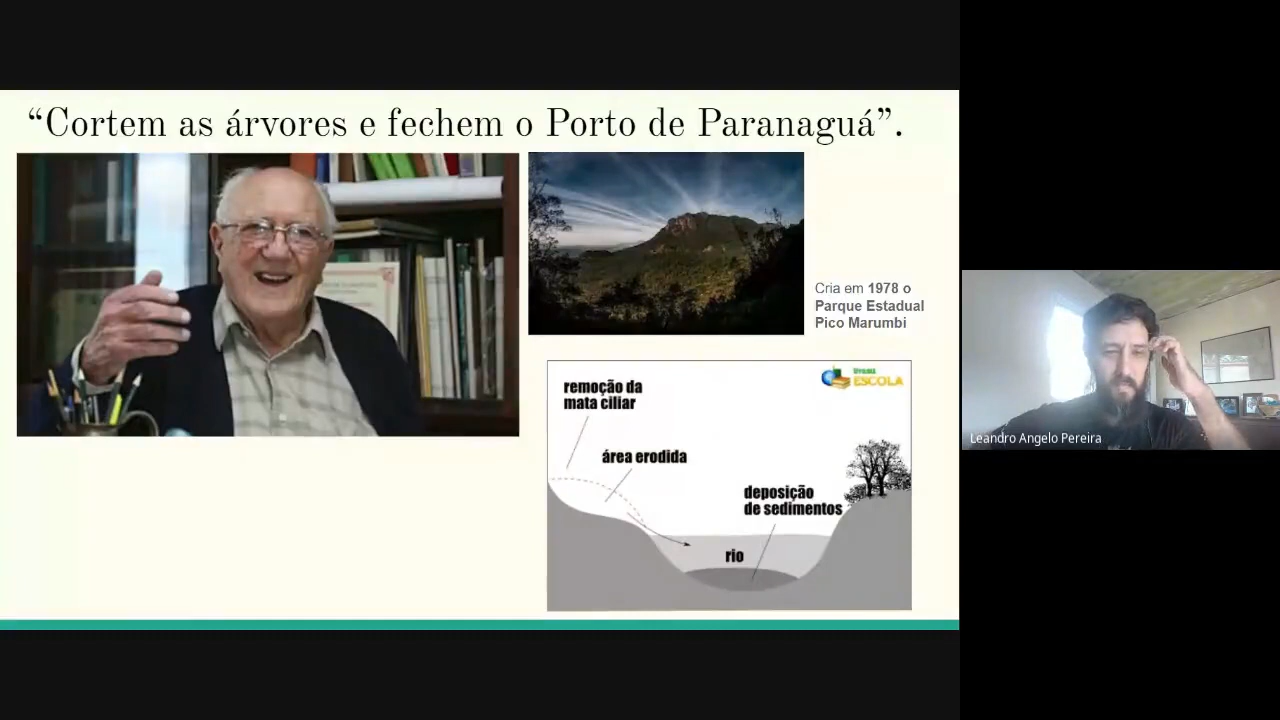 “Cortem as árvores e fechem o Porto de Paranaguá”.
Cria em 1978 o
Parque Estadual
Pico Marumbi
remoção da
mata ciliar
área erodida
deposição
de sedimentos
rio
ESCOLA
Leandro Angelo Pereira